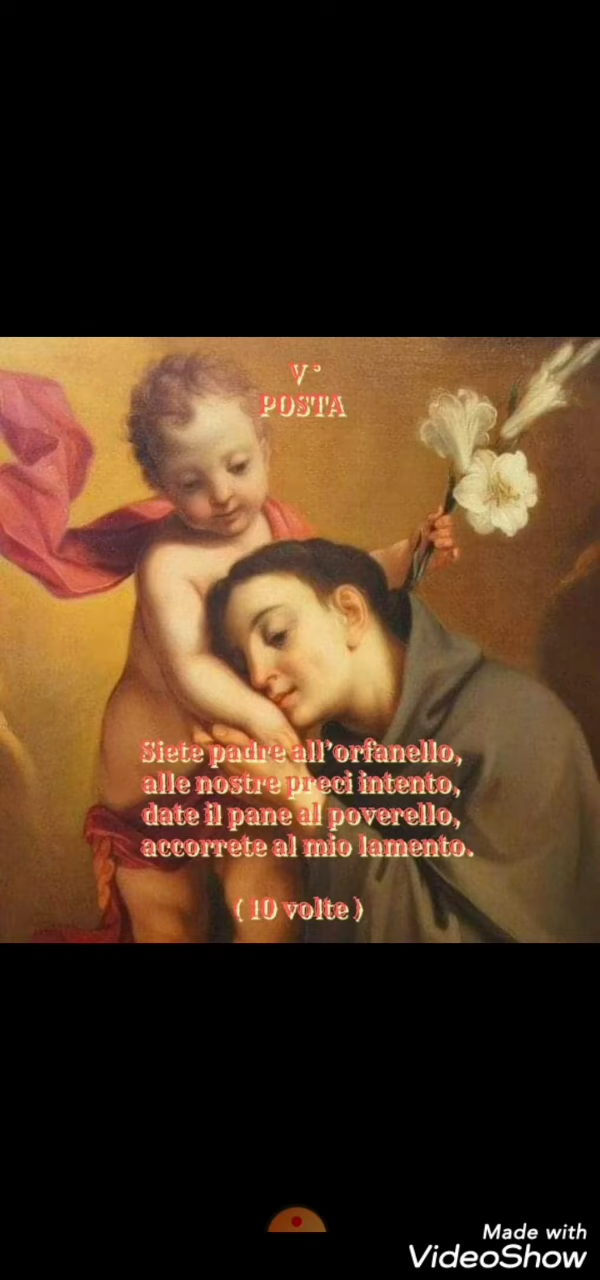 V°
POSTA
Siete padre all'orfanello,
alle nostre preci intento,
date il pane al poverello,
accorrete al mio lamento.
( 10 volte )
Made with
VideoShow